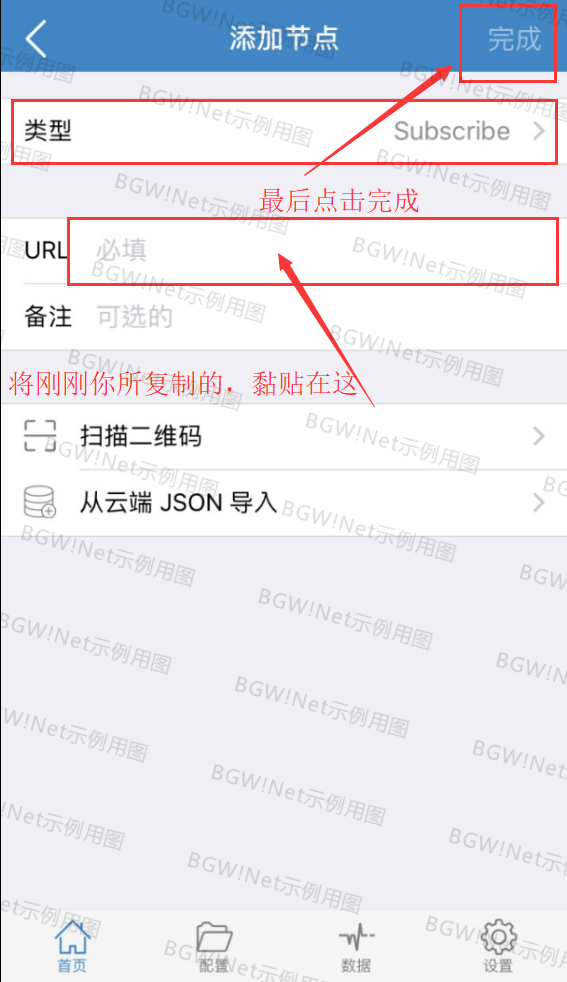 添加节点
完成
类型
Subscribe
最后点击完成
URL
必填
备注
可选的
将刚刚你所复制的，黏贴在这
扫描二维码
从云端 JSON 导入
首页
配置
数据
设置
BGW!Net示例用图